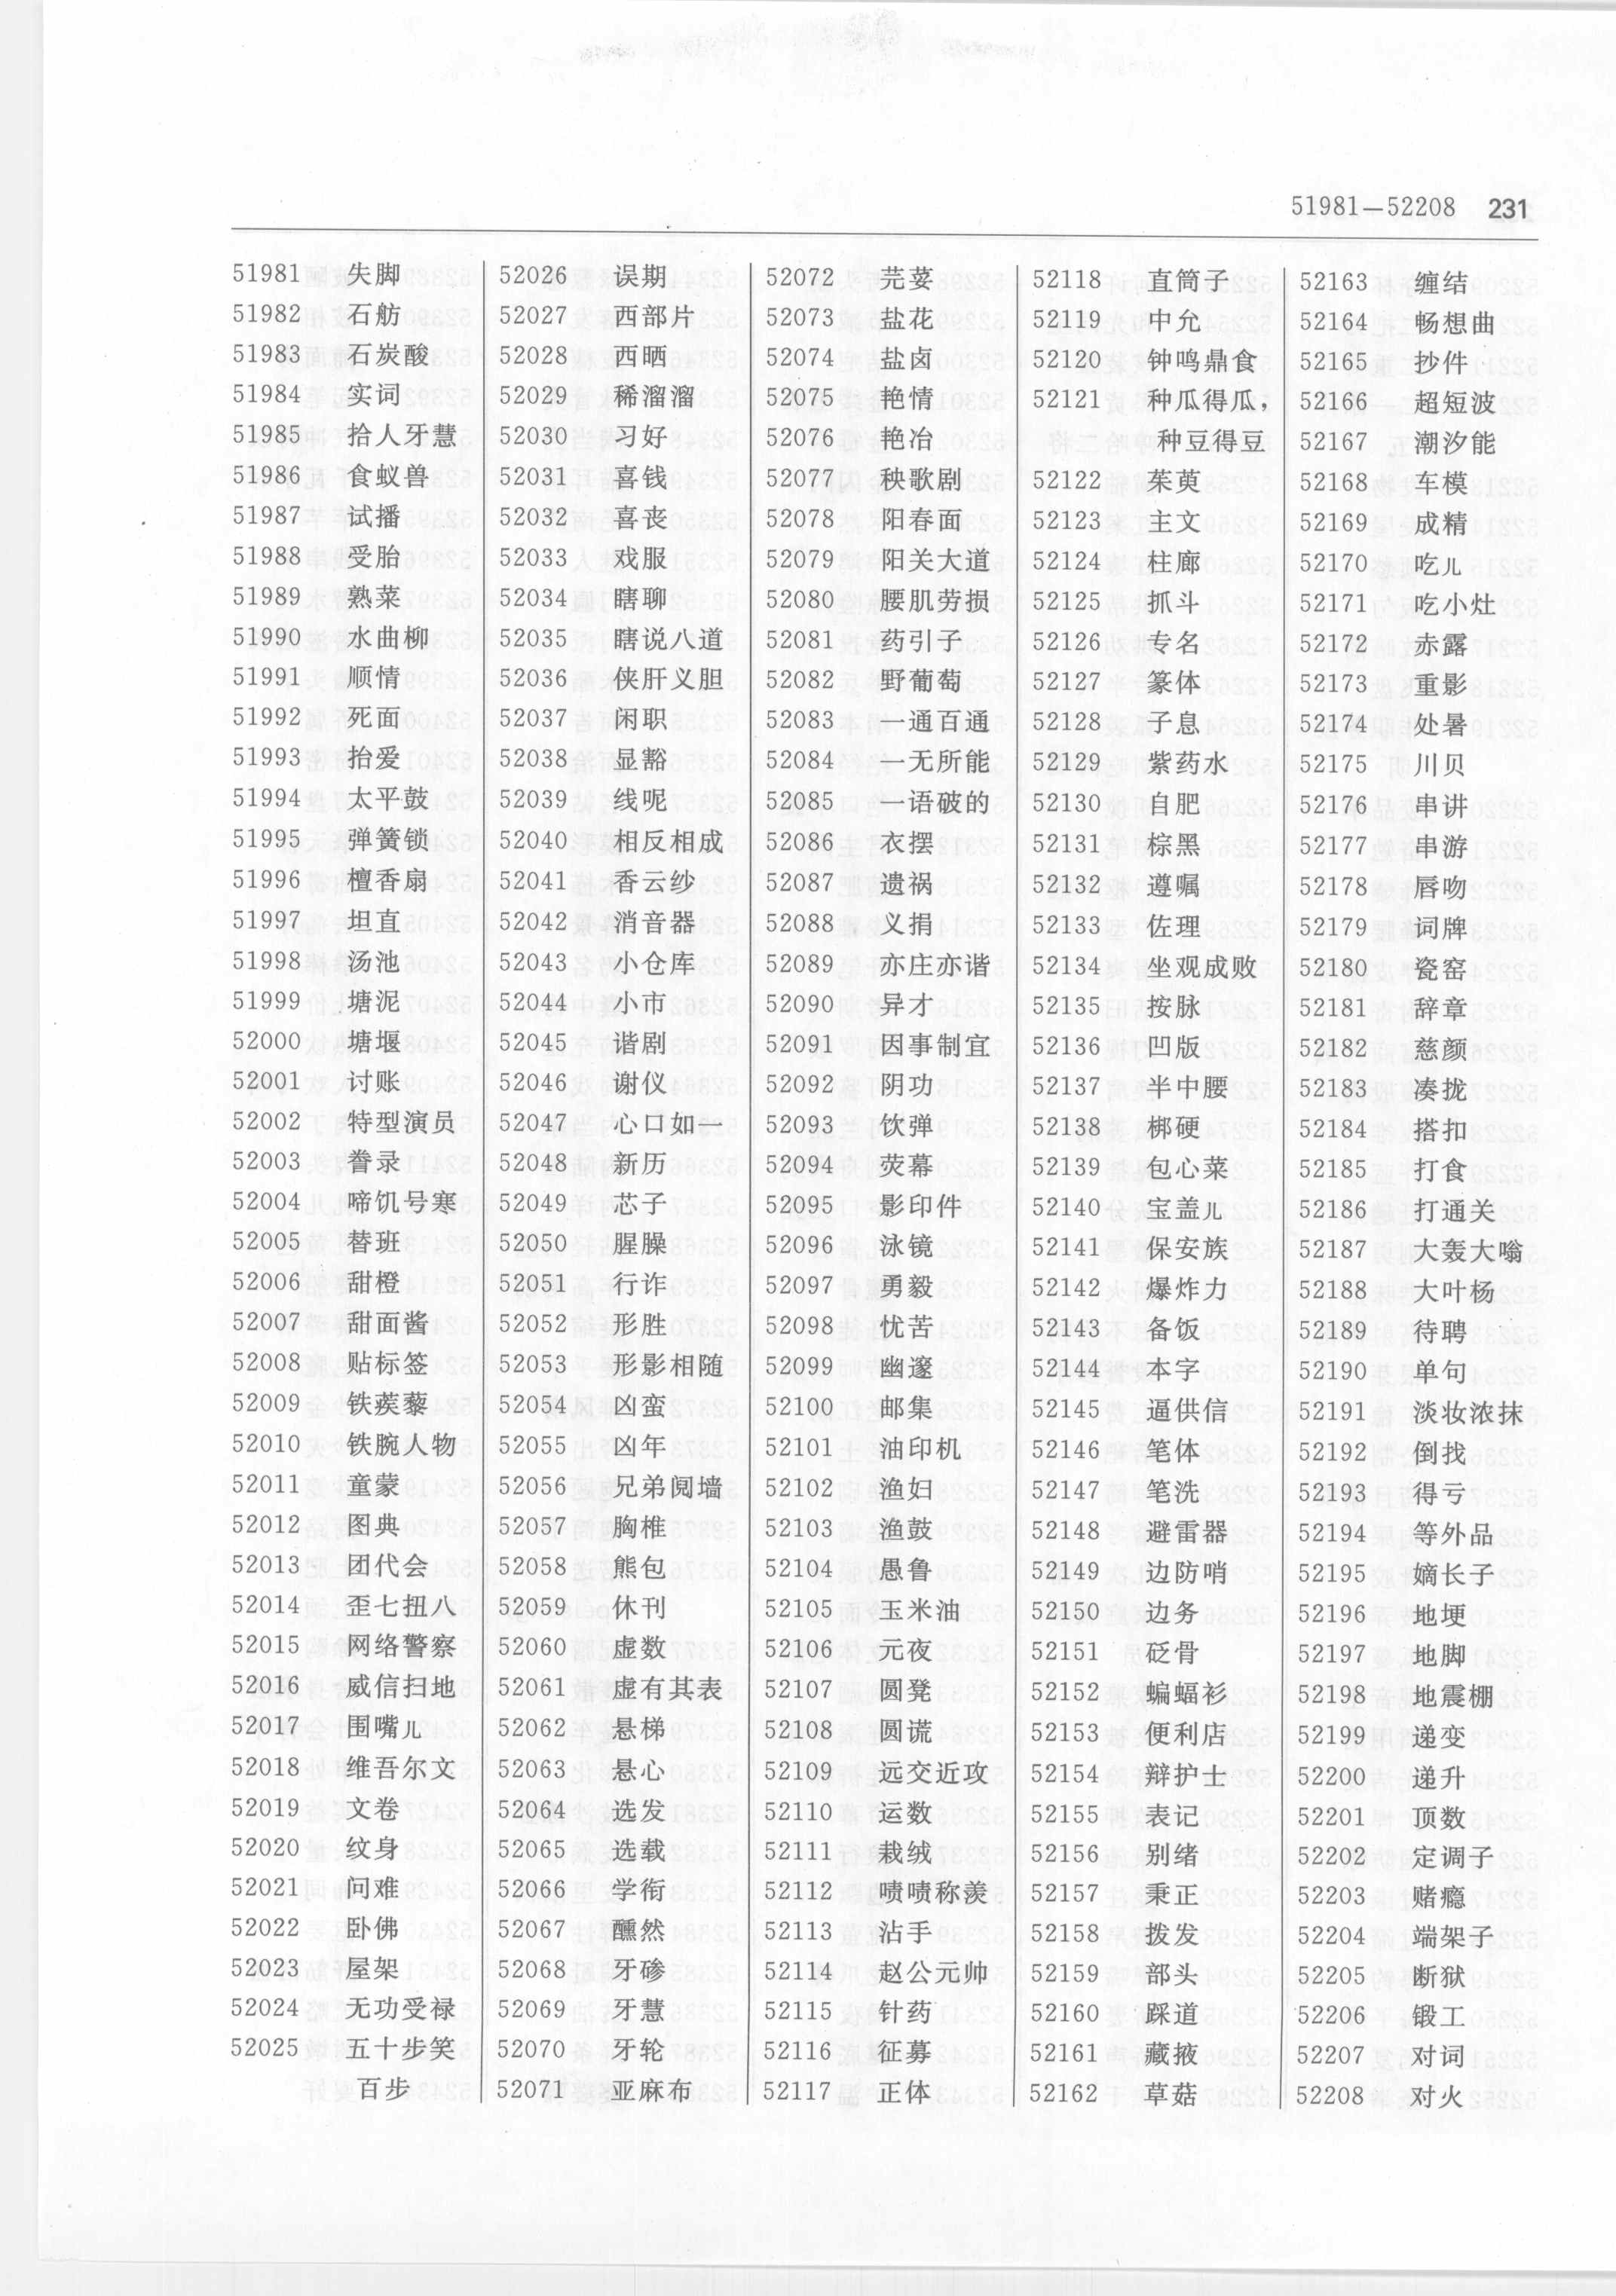 51981—52208 231
51981 失脚
51982 石舫
51983 石炭酸
51984 实词
51985 拾人牙慧
51986 食蚁兽
51987 试播
51988 受胎
51989 熟菜
51990 水曲柳
51991 顺情
51992 死面
51993 抬爱
51994 太平鼓
51995 弹簧锁
51996 檀香扇
51997 坦直
51998 汤池
51999 塘泥
52000 塘堰
52001 讨账
52002 特型演员
52003 誊录
52004 啼饥号寒
52005 替班
52006 甜橙
52007 甜面酱
52008 贴标签
52009 铁蒺藜
52010 铁腕人物
52011 童蒙
52012 图典
52013 团代会
52014 歪七扭八
52015 网络警察
52016 威信扫地
52017 围嘴儿
52018 维吾尔文
52019 文卷
52020 纹身
52021 问难
52022 卧佛
52023 屋架
52024 无功受禄
52025 五十步笑
百步
52026 误期
52027 西部片
52028 西晒
52029 稀溜溜
52030 习好
52031 喜钱
52032 喜丧
52033 戏服
52034 瞎聊
52035 瞎说八道
52036 侠肝义胆
52037 闲职
52038 显豁
52039 线呢
52040 相反相成
52041 香云纱
52042 消音器
52043 小仓库
52044 小市
52045 谐剧
52046 谢仪
52047 心口如一
52048 新历
52049 芯子
52050 腥臊
52051 行诈
52052 形胜
52053 形影相随
52054 凶蛮
52055 凶年
52056 兄弟阋墙
52057 胸椎
52058 熊包
52059 休刊
52060 虚数
52061 虚有其表
52062 悬梯
52063 悬心
52064 选发
52065 选载
52066 学衔
52067 醺然
52068 牙碜
52069 牙慧
52070 牙轮
52071 亚麻布
52072 芫荽
52073 盐花
52074 盐卤
52075 艳情
52076 艳冶
52077 秧歌剧
52078 阳春面
52079 阳关大道
52080 腰肌劳损
52081 药引子
52082 野葡萄
52083 一通百通
52084 一无所能
52085 一语破的
52086 衣摆
52087 遗祸
52088 义捐
52089 亦庄亦谐
52090 异才
52091 因事制宜
52092 阴功
52093 饮弹
52094 荧幕
52095 影印件
52096 泳镜
52097 勇毅
52098 忧苦
52099 幽邃
52100 邮集
52101 油印机
52102 渔妇
52103 渔鼓
52104 愚鲁
52105 玉米油
52106 元夜
52107 圆凳
52108 圆谎
52109 远交近攻
52110 运数
52111 栽绒
52112 啧啧称羡
52113 沾手
52114 赵公元帅
52115 针药
52116 征募
52117 正体
52118 直筒子
52119 中允
52120 钟鸣鼎食
52121 种瓜得瓜，
种豆得豆
52122 茱萸
52123 主文
52124 柱廊
52125 抓斗
52126 专名
52127 篆体
52128 子息
52129 紫药水
52130 自肥
52131 棕黑
52132 遵嘱
52133 佐理
52134 坐观成败
52135 按脉
52136 凹版
52137 半中腰
52138 梆硬
52139 包心菜
52140 宝盖儿
52141 保安族
52142 爆炸力
52143 备饭
52144 本字
52145 逼供信
52146 笔体
52147 笔洗
52148 避雷器
52149 边防哨
52150 边务
52151 砭骨
52152 蝙蝠衫
52153 便利店
52154 辩护士
52155 表记
52156 别绪
52157 秉正
52158 拨发
52159 部头
52160 踩道
52161 藏掖
52162 草菇
52163 缠结
52164 畅想曲
52165 抄件
52166 超短波
52167 潮汐能
52168 车模
52169 成精
52170 吃儿
52171 吃小灶
52172 赤露
52173 重影
52174 处暑
52175 川贝
52176 串讲
52177 串游
52178 唇吻
52179 词牌
52180 瓷窑
52181 辞章
52182 慈颜
52183 凑拢
52184 搭扣
52185 打食
52186 打通关
52187 大轰大嗡
52188 大叶杨
52189 待聘
52190 单句
52191 淡妆浓抹
52192 倒找
52193 得亏
52194 等外品
52195 嫡长子
52196 地埂
52197 地脚
52198 地震棚
52199 递变
52200 递升
52201 顶数
52202 定调子
52203 赌瘾
52204 端架子
52205 断狱
52206 锻工
52207 对词
52208 对火